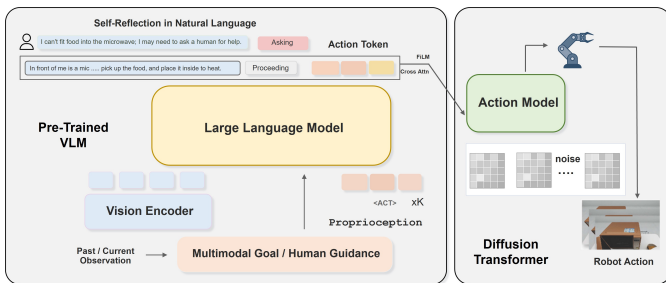 Self-Reflection in Natural Language
I can't fit food into the microwave; I may need to ask a human for help.
Asking
Action Token
In front of me is a mic ..... pick up the food, and place it inside to heat.
Proceeding
FiLM
Cross Attn
Action Model
Large Language Model
Pre-Trained
VLM
noise
....
<ACT>
xK
Vision Encoder
Proprioception
Past / Current
Observation
Multimodal Goal / Human Guidance
Diffusion
Transformer
Robot Action